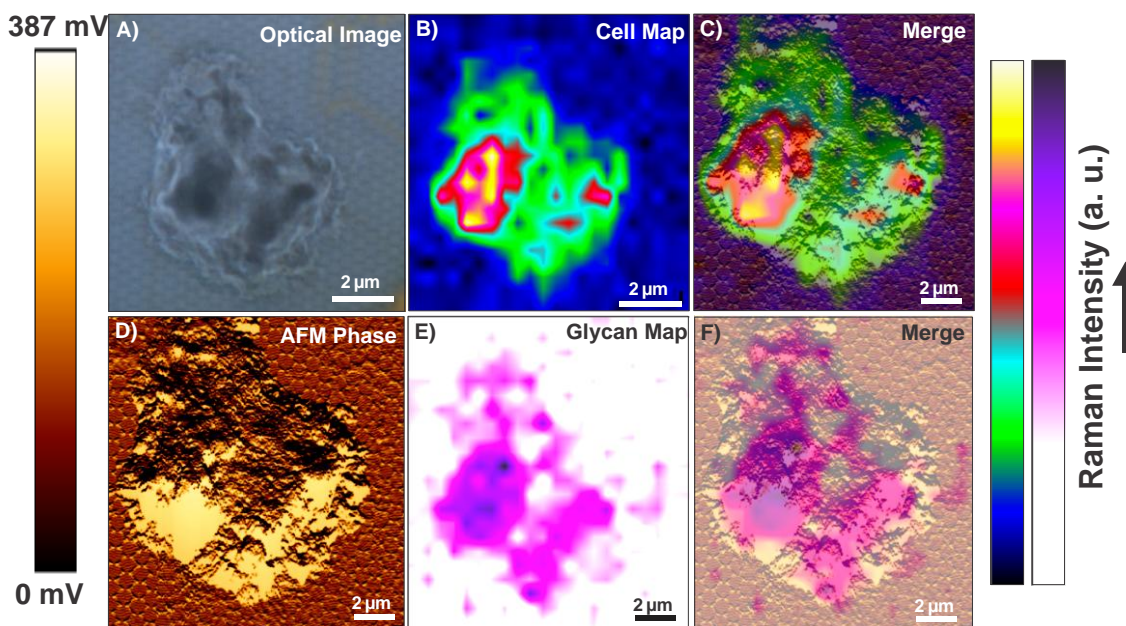 387 mV
0 mV
A)
Optical Image
2 µm
B)
Cell Map
2 µm
C)
Merge
2 µm
D)
AFM Phase
2 µm
E)
Glycan Map
2 µm
F)
Merge
2 µm
Raman Intensity (a. u.)